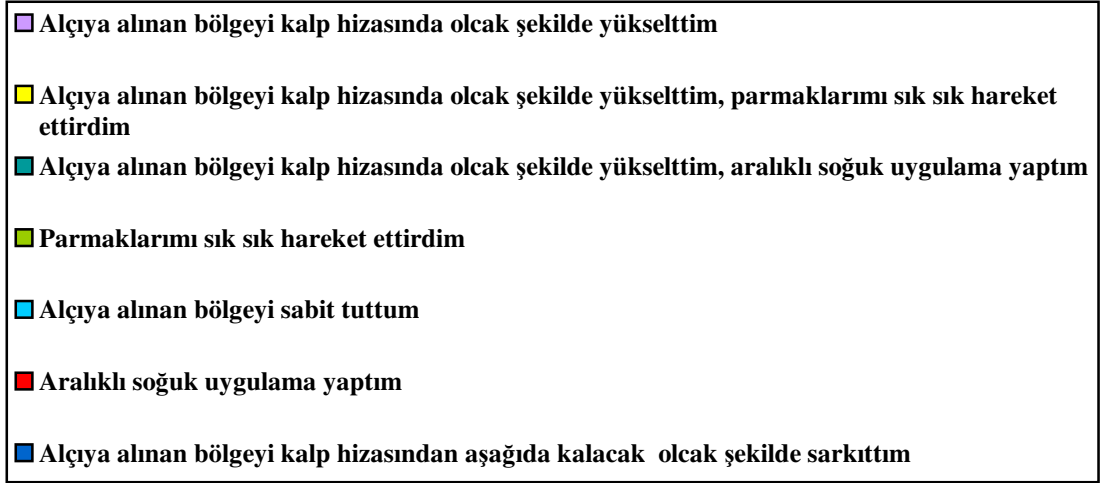 Alçıya alınan bölgeyi kalp hizasında olcak şekilde yükselttim
Alçıya alınan bölgeyi kalp hizasında olcak şekilde yükselttim, parmaklarımı sık sık hareket
ettirdim
Alçıya alınan bölgeyi kalp hizasında olcak şekilde yükselttim, aralıklı soğuk uygulama yaptım
Parmaklarımı sık sık hareket ettirdim
Alçıya alınan bölgeyi sabit tuttum
Aralıklı soğuk uygulama yaptım
Alçıya alınan bölgeyi kalp hizasından aşağıda kalacak olcak şekilde sarkıttım